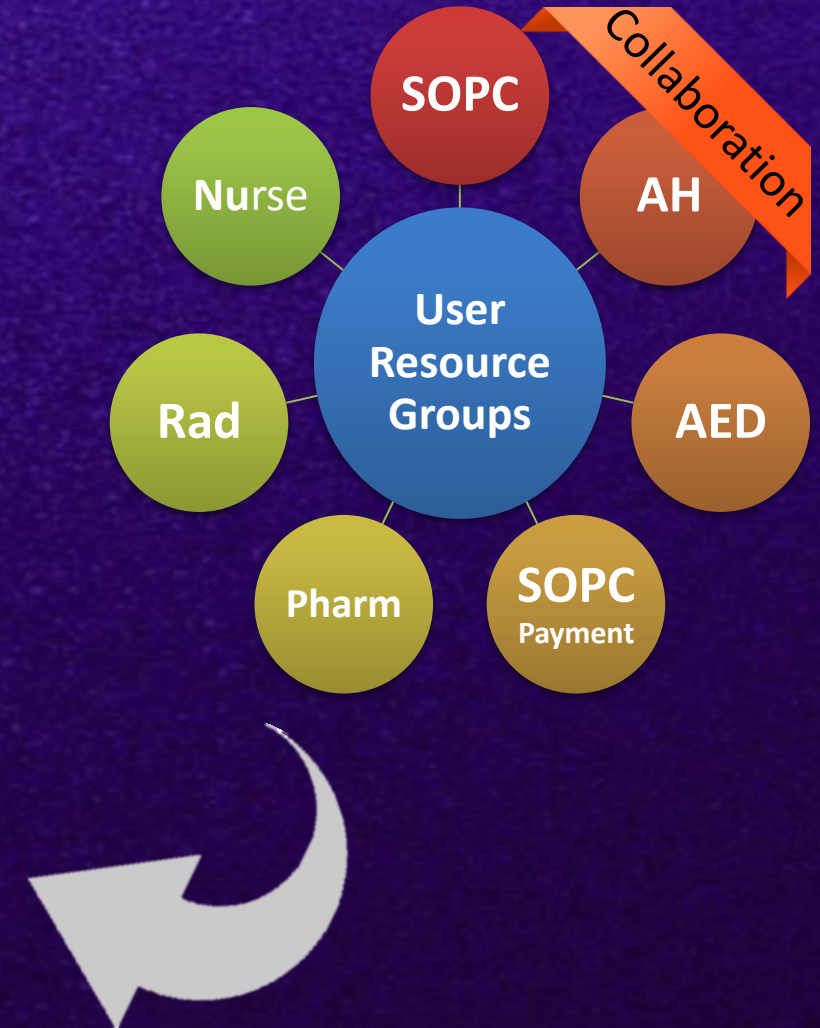 SOPC
Collaboration
AH
Nurse
User
Resource
Groups
Rad
AED
Pharm
SOPC
Payment